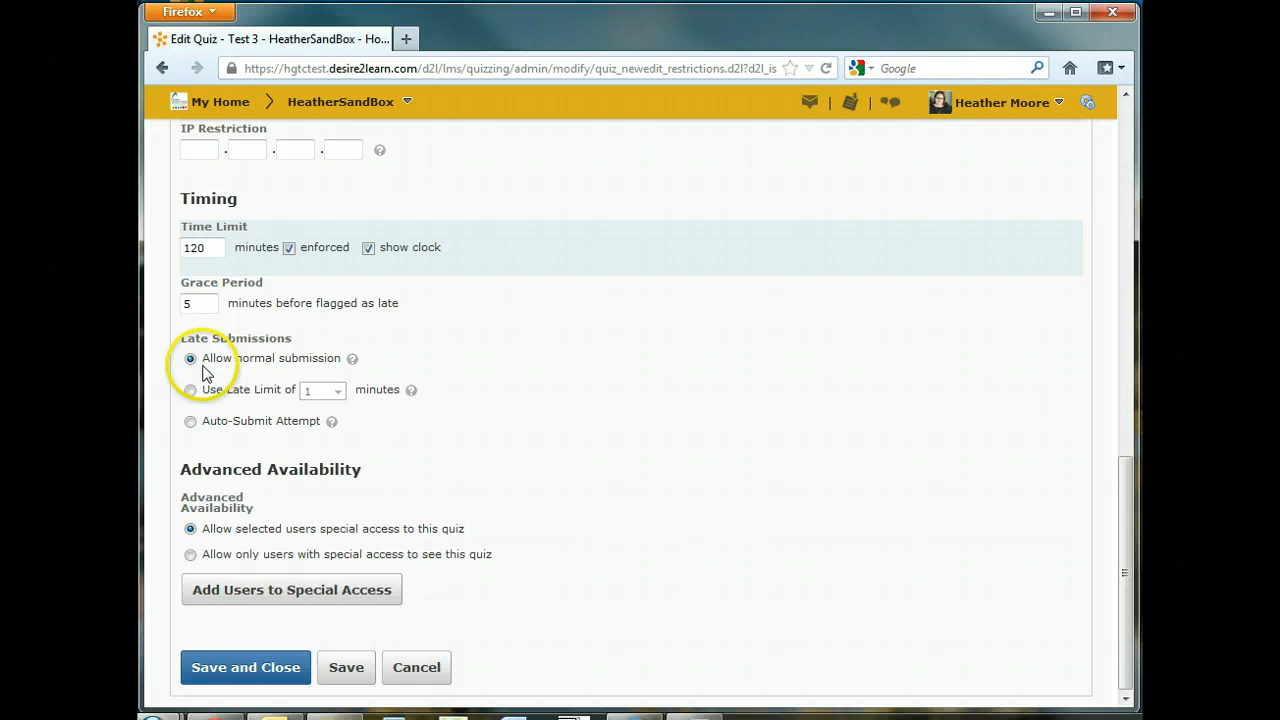 Firefox
Edit Quiz - Test 3 - HeatherSandBox - Ho...
https://hgtctest.desire2learn.com/d2l/lms/quizzing/admin/modify/quiz_newedit_restrictions.d2l?d2l_is
Google
My Home
HeatherSandBox
Heather Moore
IP Restriction
. . .
Timing
Time Limit
120 minutes enforced show clock
Grace Period
5 minutes before flagged as late
Late Submissions
Allow normal submission
Use Late Limit of 1 minutes
Auto-Submit Attempt
Advanced Availability
Advanced
Availability
Allow selected users special access to this quiz
Allow only users with special access to see this quiz
Add Users to Special Access
Save and Close Save Cancel